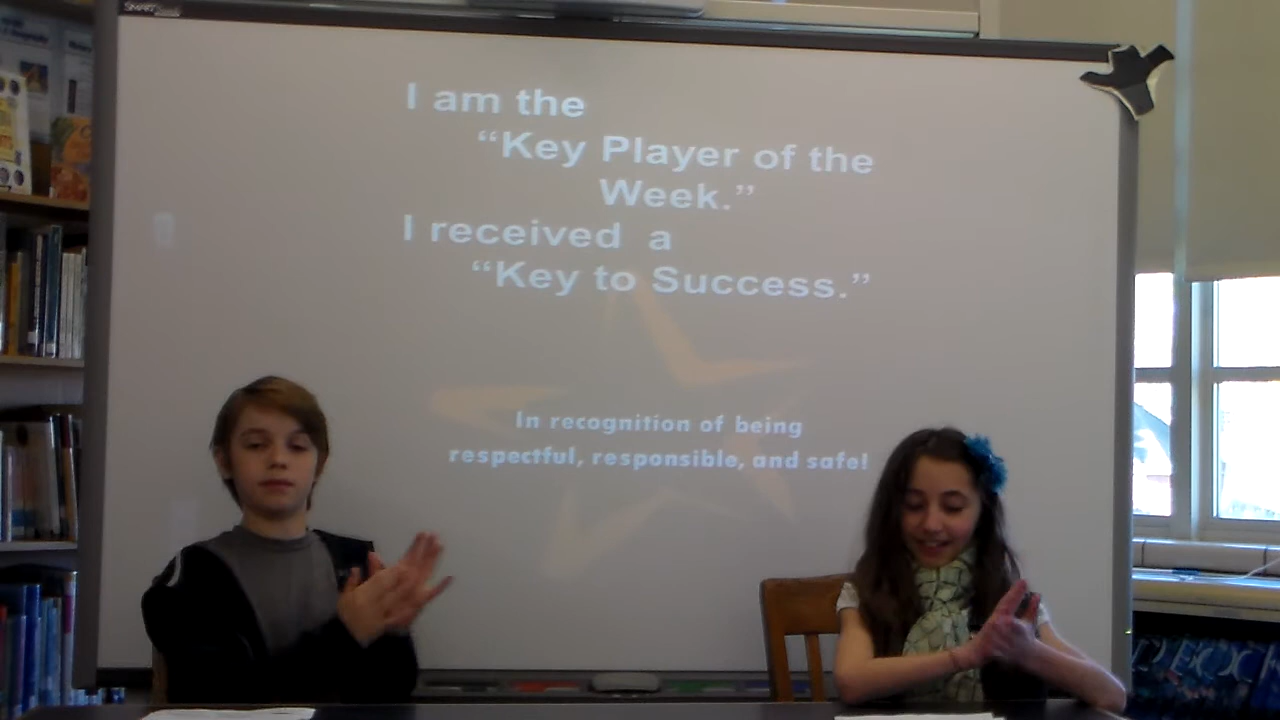 SMART
I am the
“Key Player of the
Week.”
I received a
“Key to Success.”
In recognition of being
respectful, responsible, and safe!